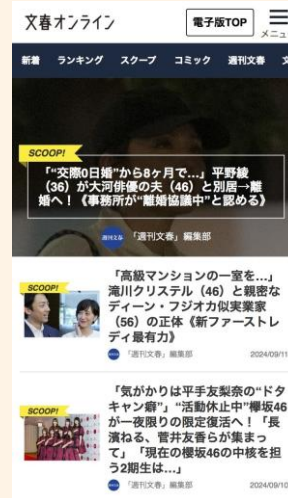 文春オンライン
電子版TOP
メニュー
新着 ランキング スクープ コミック 週刊文春
SCOOP!
「“交際0日婚”から8ヶ月で…」平野綾
（36）が大河俳優の夫（46）と別居→離
婚へ！《事務所が“離婚協議中”と認める》
週刊文春 「週刊文春」編集部
SCOOP!
「高級マンションの一室を…」
滝川クリステル（46）と親密な
ディーン・フジオカ似実業家
（56）の正体《新ファーストレ
ディ最有力》
「週刊文春」編集部 2024/09/11
SCOOP!
「気がかりは平手友梨奈の“ドタ
キャン癖”」“活動休止中”欅坂46
が一夜限りの限定復活へ！「長
濱ねる、菅井友香らが集まっ
て」「現在の櫻坂46の中核を担
う2期生は…」
「週刊文春」編集部 2024/09/10